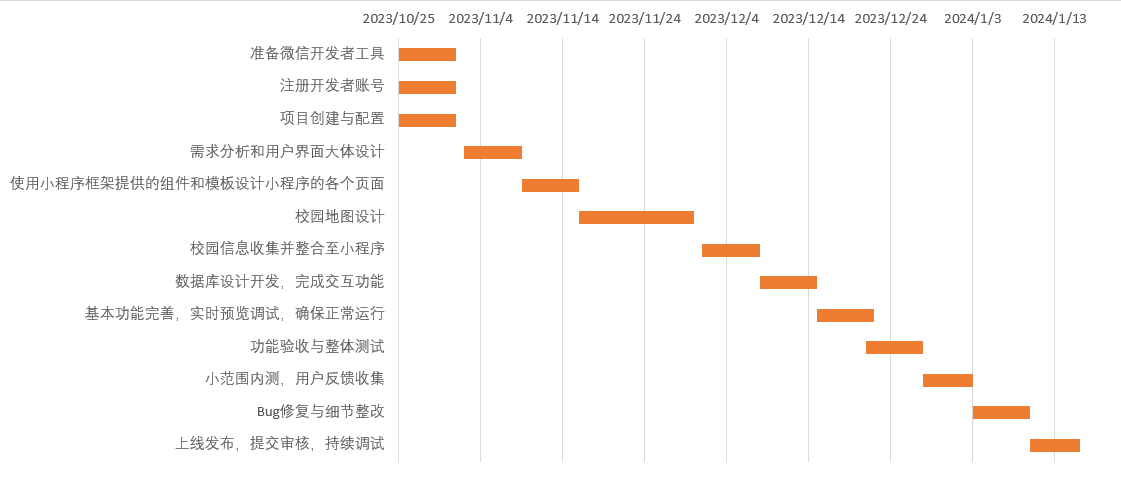 2023/10/25 2023/11/4 2023/11/14 2023/11/24 2023/12/4 2023/12/14 2023/12/24 2024/1/3 2024/1/13
准备微信开发者工具
注册开发者账号
项目创建与配置
需求分析和用户界面大体设计
使用小程序框架提供的组件和模板设计小程序的各个页面
校园地图设计
校园信息收集并整合至小程序
数据库设计开发，完成交互功能
基本功能完善，实时预览调试，确保正常运行
功能验收与整体测试
小范围内测，用户反馈收集
Bug修复与细节整改
上线发布，提交审核，持续调试